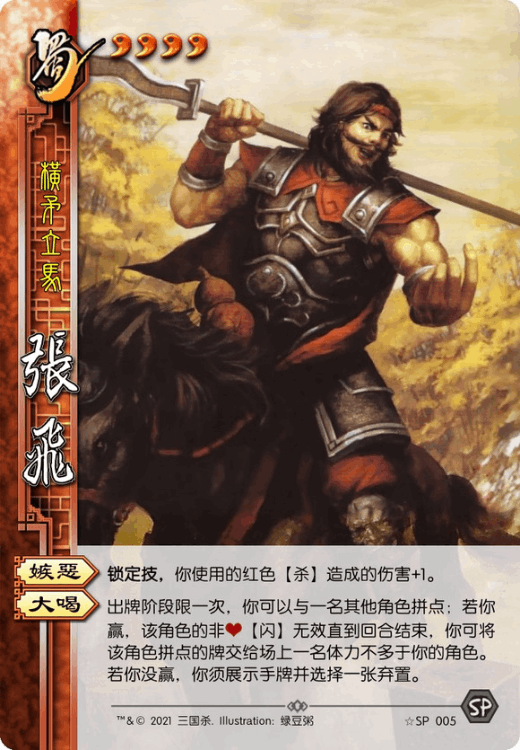 蜀
橫矛立馬
張飛
嫉惡
锁定技，你使用的红色【杀】造成的伤害+1。
大喝
出牌阶段限一次，你可以与一名其他角色拼点；若你
赢，该角色的非❤【闪】无效直到回合结束，你可将
该角色拼点的牌交给场上一名体力不多于你的角色。
若你没赢，你须展示手牌并选择一张弃置。
™&© 2021 三国杀. Illustration: 绿豆粥
☆SP 005
SP